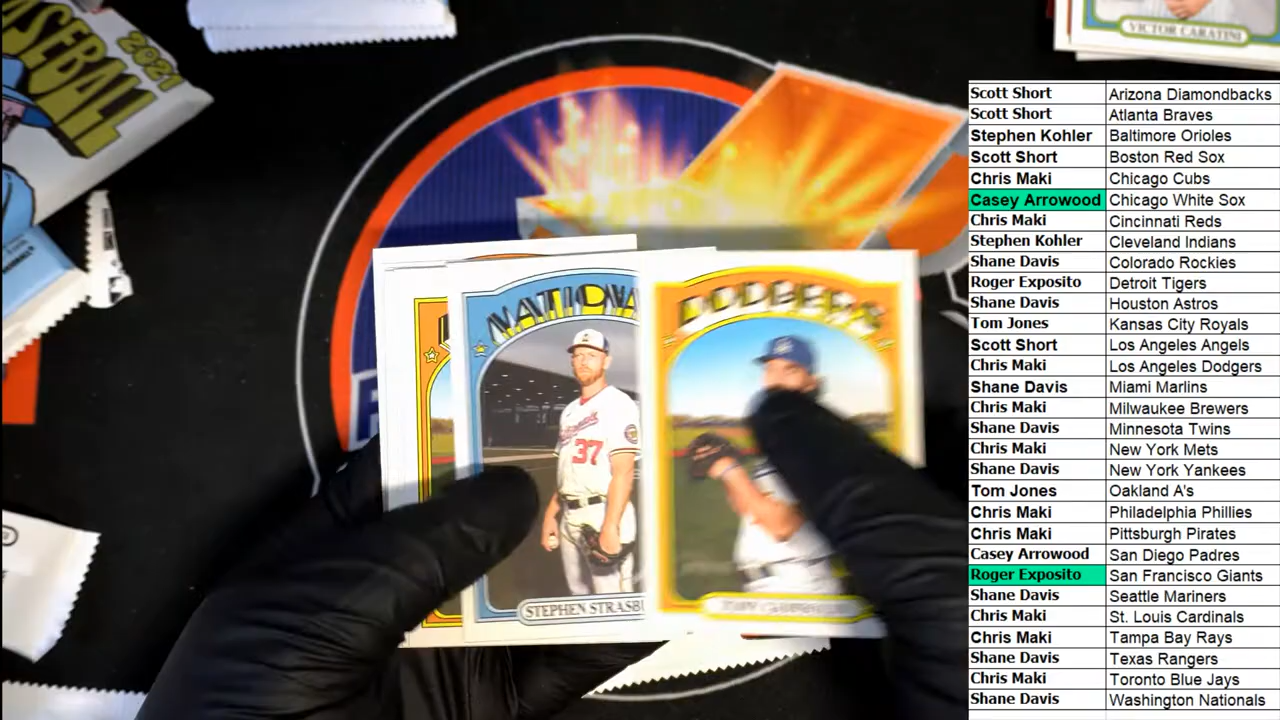 BASEBALL
2021
VICTOR CARATINI
NATIONA
STEPHEN STRASBU
37
DODGERS
Scott Short Arizona Diamondbacks
Scott Short Atlanta Braves
Stephen Kohler Baltimore Orioles
Scott Short Boston Red Sox
Chris Maki Chicago Cubs
Casey Arrowood Chicago White Sox
Chris Maki Cincinnati Reds
Stephen Kohler Cleveland Indians
Shane Davis Colorado Rockies
Roger Exposito Detroit Tigers
Shane Davis Houston Astros
Tom Jones Kansas City Royals
Scott Short Los Angeles Angels
Chris Maki Los Angeles Dodgers
Shane Davis Miami Marlins
Chris Maki Milwaukee Brewers
Shane Davis Minnesota Twins
Chris Maki New York Mets
Shane Davis New York Yankees
Tom Jones Oakland A's
Chris Maki Philadelphia Phillies
Chris Maki Pittsburgh Pirates
Casey Arrowood San Diego Padres
Roger Exposito San Francisco Giants
Shane Davis Seattle Mariners
Chris Maki St. Louis Cardinals
Chris Maki Tampa Bay Rays
Shane Davis Texas Rangers
Chris Maki Toronto Blue Jays
Shane Davis Washington Nationals